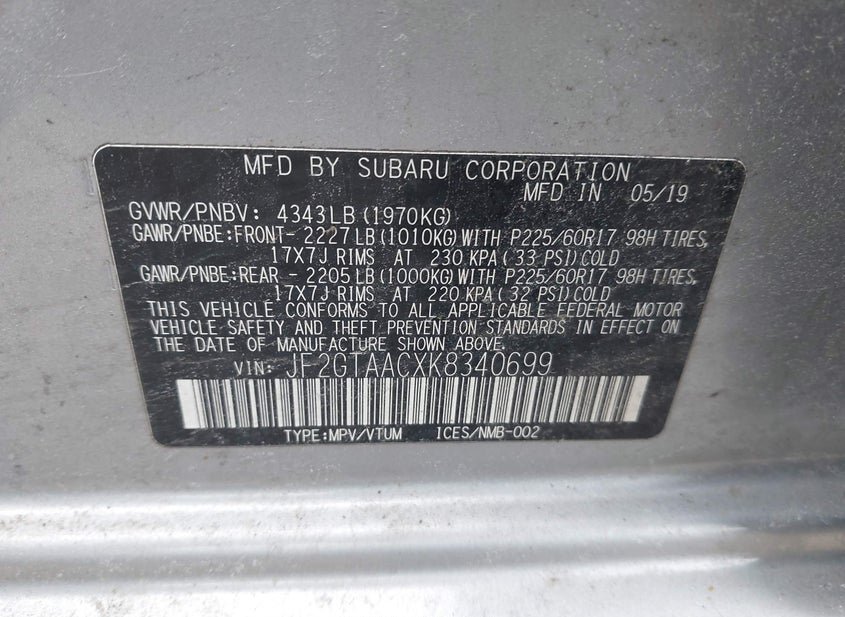 MFD BY SUBARU CORPORATION
MFD IN 05/19
GVWR/PNBV: 4343LB (1970KG)
GAWR/PNBE:FRONT- 2227LB(1010KG)WITH P225/60R17 98H TIRES,
17X7J RIMS AT 230 KPA(33 PSI)COLD
GAWR/PNBE:REAR - 2205LB(1000KG)WITH P225/60R17 98H TIRES,
17X7J RIMS AT 220 KPA(32 PSI)COLD
THIS VEHICLE CONFORMS TO ALL APPLICABLE FEDERAL MOTOR
VEHICLE SAFETY AND THEFT PREVENTION STANDARDS IN EFFECT ON
THE DATE OF MANUFACTURE SHOWN ABOVE.
VIN: JF2GTAACXK8340699
TYPE:MPV/VTUM ICES/NMB-002